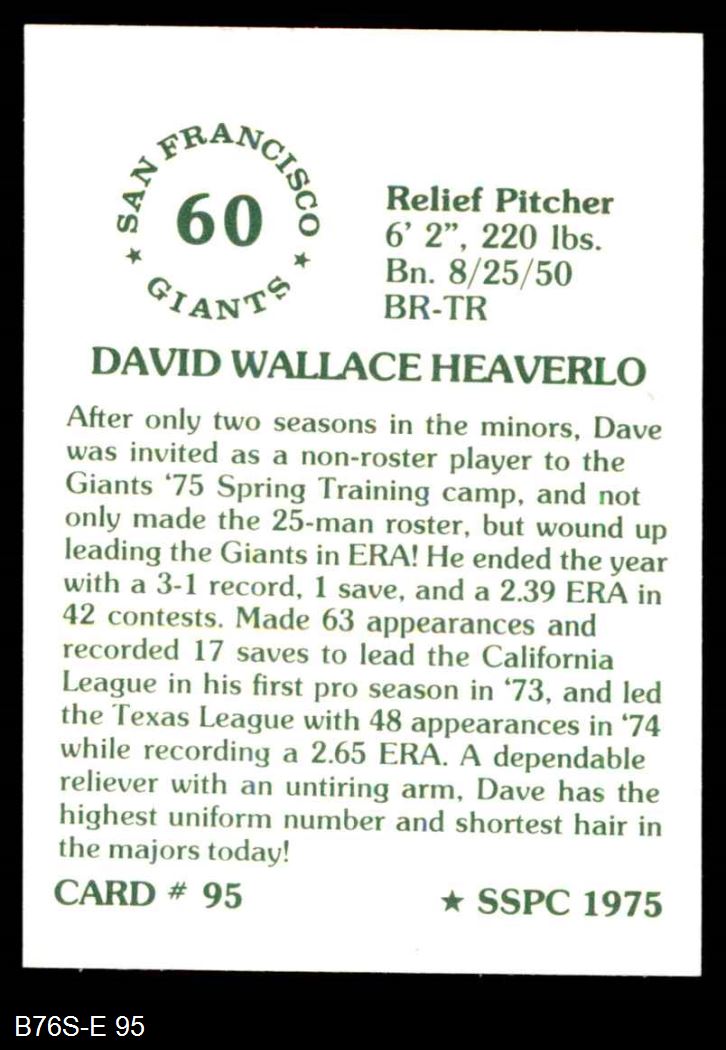 SAN FRANCISCO
60
★ GIANTS ★
Relief Pitcher
6’ 2”, 220 lbs.
Bn. 8/25/50
BR-TR
DAVID WALLACE HEAVERLO
After only two seasons in the minors, Dave
was invited as a non-roster player to the
Giants ‘75 Spring Training camp, and not
only made the 25-man roster, but wound up
leading the Giants in ERA! He ended the year
with a 3-1 record, 1 save, and a 2.39 ERA in
42 contests. Made 63 appearances and
recorded 17 saves to lead the California
League in his first pro season in ‘73, and led
the Texas League with 48 appearances in ‘74
while recording a 2.65 ERA. A dependable
reliever with an untiring arm, Dave has the
highest uniform number and shortest hair in
the majors today!
CARD # 95
★ SSPC 1975
B76S-E 95